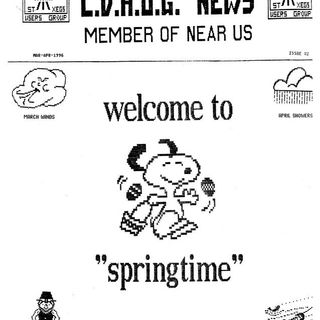 L.V.A.U.G. NEWS
ST XEGS
USERS GROUP
ST XEGS
USERS GROUP
MEMBER OF NEAR US
MAR-APR-1996
ISSUE 02
welcome to
MARCH WINDS
APRIL SHOWERS
"springtime"